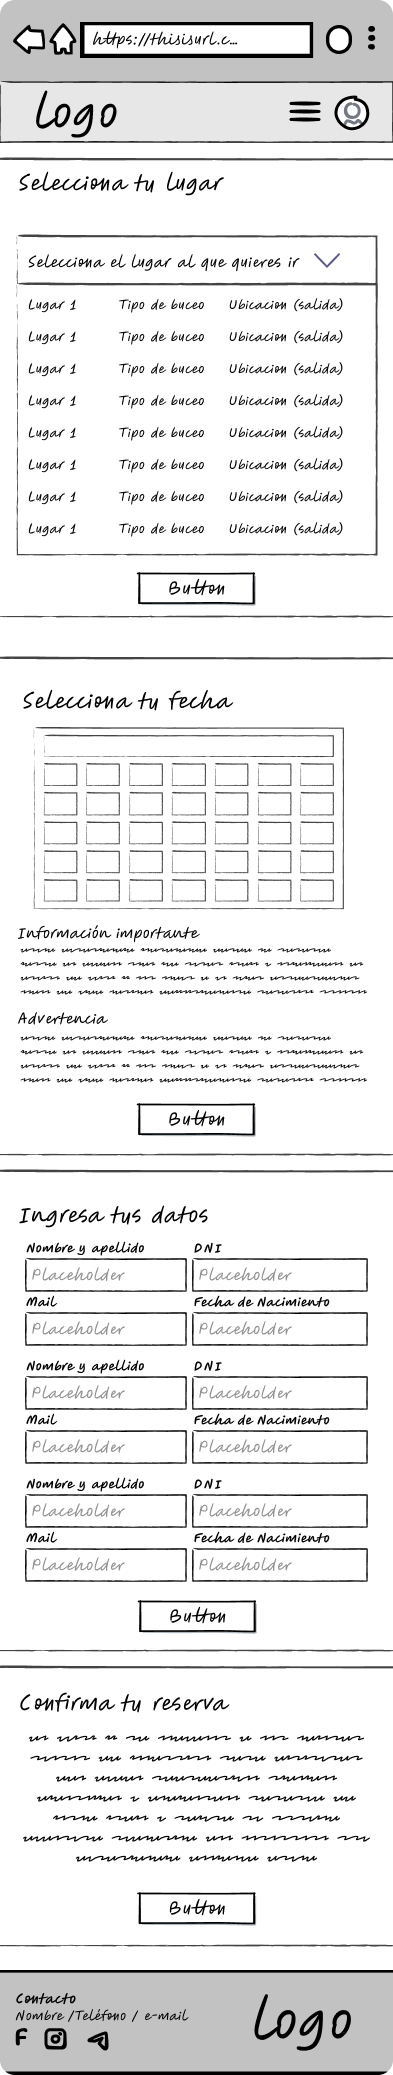 https://thisisurl.c...
Logo
Selecciona tu lugar
Selecciona el lugar al que quieres ir
Lugar 1 Tipo de buceo Ubicacion (salida)
Lugar 1 Tipo de buceo Ubicacion (salida)
Lugar 1 Tipo de buceo Ubicacion (salida)
Lugar 1 Tipo de buceo Ubicacion (salida)
Lugar 1 Tipo de buceo Ubicacion (salida)
Lugar 1 Tipo de buceo Ubicacion (salida)
Lugar 1 Tipo de buceo Ubicacion (salida)
Lugar 1 Tipo de buceo Ubicacion (salida)
Button
Selecciona tu fecha
Información importante
Advertencia
Button
Ingresa tus datos
Nombre y apellido DNI
Placeholder Placeholder
Mail Fecha de Nacimiento
Placeholder Placeholder
Nombre y apellido DNI
Placeholder Placeholder
Mail Fecha de Nacimiento
Placeholder Placeholder
Nombre y apellido DNI
Placeholder Placeholder
Mail Fecha de Nacimiento
Placeholder Placeholder
Button
Confirma tu reserva
Button
Contacto
Nombre /Teléfono / e-mail
Logo